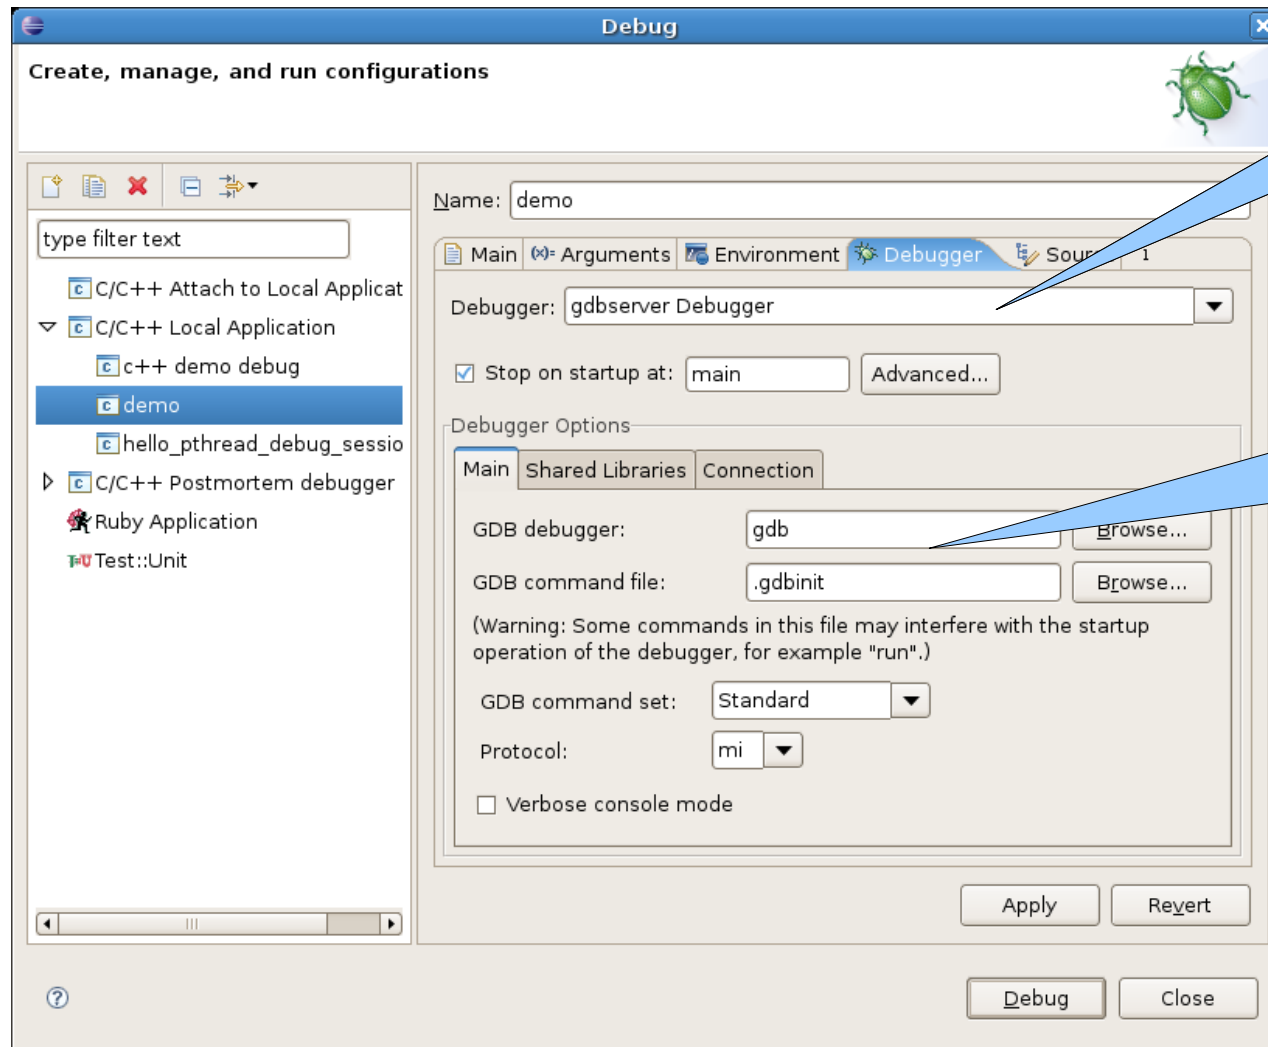 Debug
Create, manage, and run configurations
type filter text
C/C++ Attach to Local Applicat
C/C++ Local Application
c++ demo debug
demo
hello_pthread_debug_sessio
C/C++ Postmortem debugger
Ruby Application
Test::Unit
Name: demo
Main (x)= Arguments Environment Debugger Sour 1
Debugger: gdbserver Debugger
Stop on startup at: main Advanced...
Debugger Options
Main Shared Libraries Connection
GDB debugger: gdb Browse...
GDB command file: .gdbinit Browse...
(Warning: Some commands in this file may interfere with the startup
operation of the debugger, for example "run".)
GDB command set: Standard
Protocol: mi
Verbose console mode
Apply Revert
Debug Close